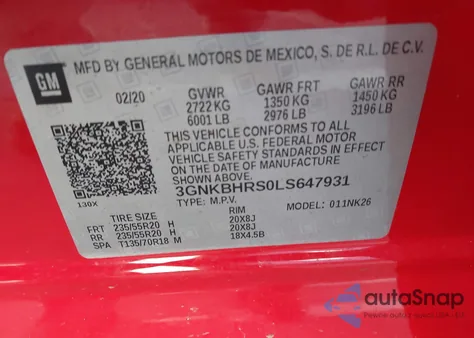 GM
MFD BY GENERAL MOTORS DE MEXICO, S. DE R.L. DE C.V.
02/20 GVWR GAWR FRT GAWR RR
2722 KG 1350 KG 1450 KG
6001 LB 2976 LB 3196 LB
THIS VEHICLE CONFORMS TO ALL
APPLICABLE U.S. FEDERAL MOTOR
VEHICLE SAFETY STANDARDS IN EFFECT
ON THE DATE OF MANUFACTURE
SHOWN ABOVE.
3GNKBHRS0LS647931
130X TYPE: M.P.V. MODEL: 011NK26
TIRE SIZE RIM
FRT 235/55R20 H 20X8J
RR 235/55R20 H 20X8J
SPA T135/70R18 M 18X4.5B
autoSnap